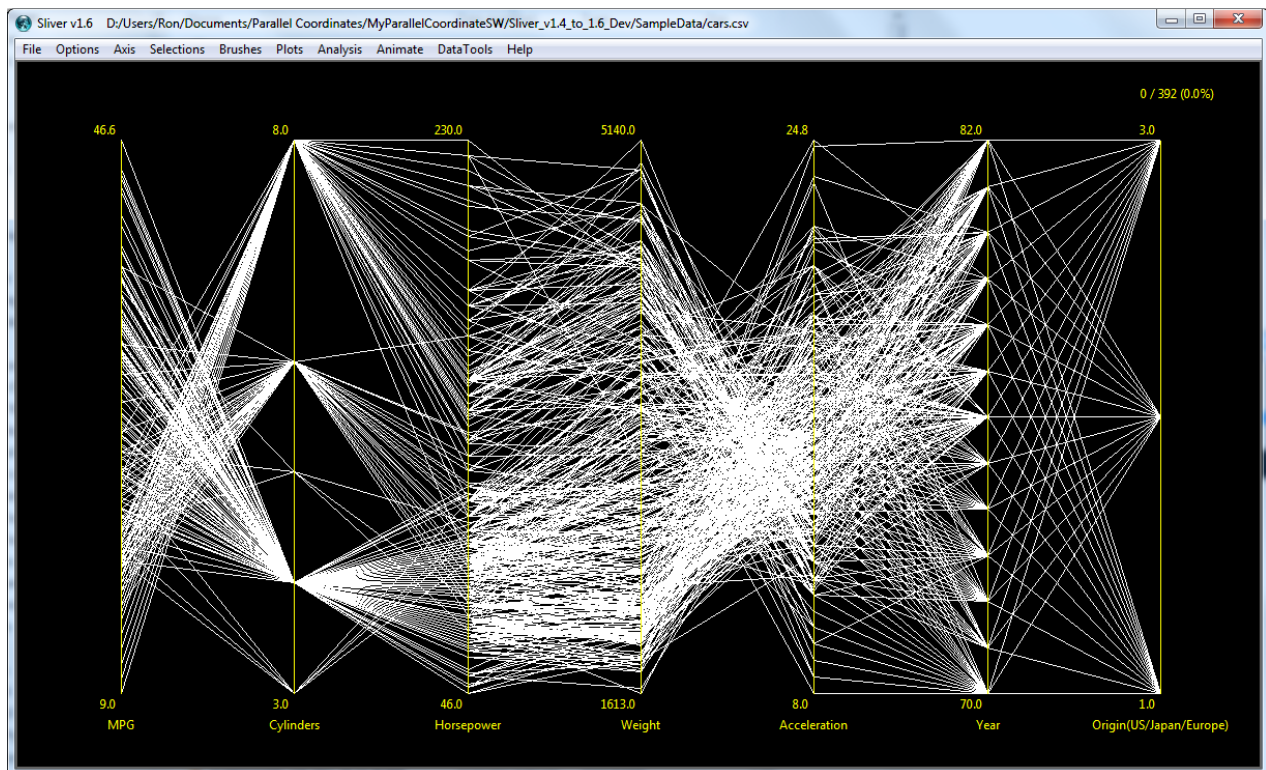 Sliver v1.6 D:/Users/Ron/Documents/Parallel Coordinates/MyParallelCoordinateSW/Sliver_v1.4_to_1.6_Dev/SampleData/cars.csv
File Options Axis Selections Brushes Plots Analysis Animate DataTools Help
0 / 392 (0.0%)
46.6 8.0 230.0 5140.0 24.8 82.0 3.0
9.0 3.0 46.0 1613.0 8.0 70.0 1.0
MPG Cylinders Horsepower Weight Acceleration Year Origin(US/Japan/Europe)